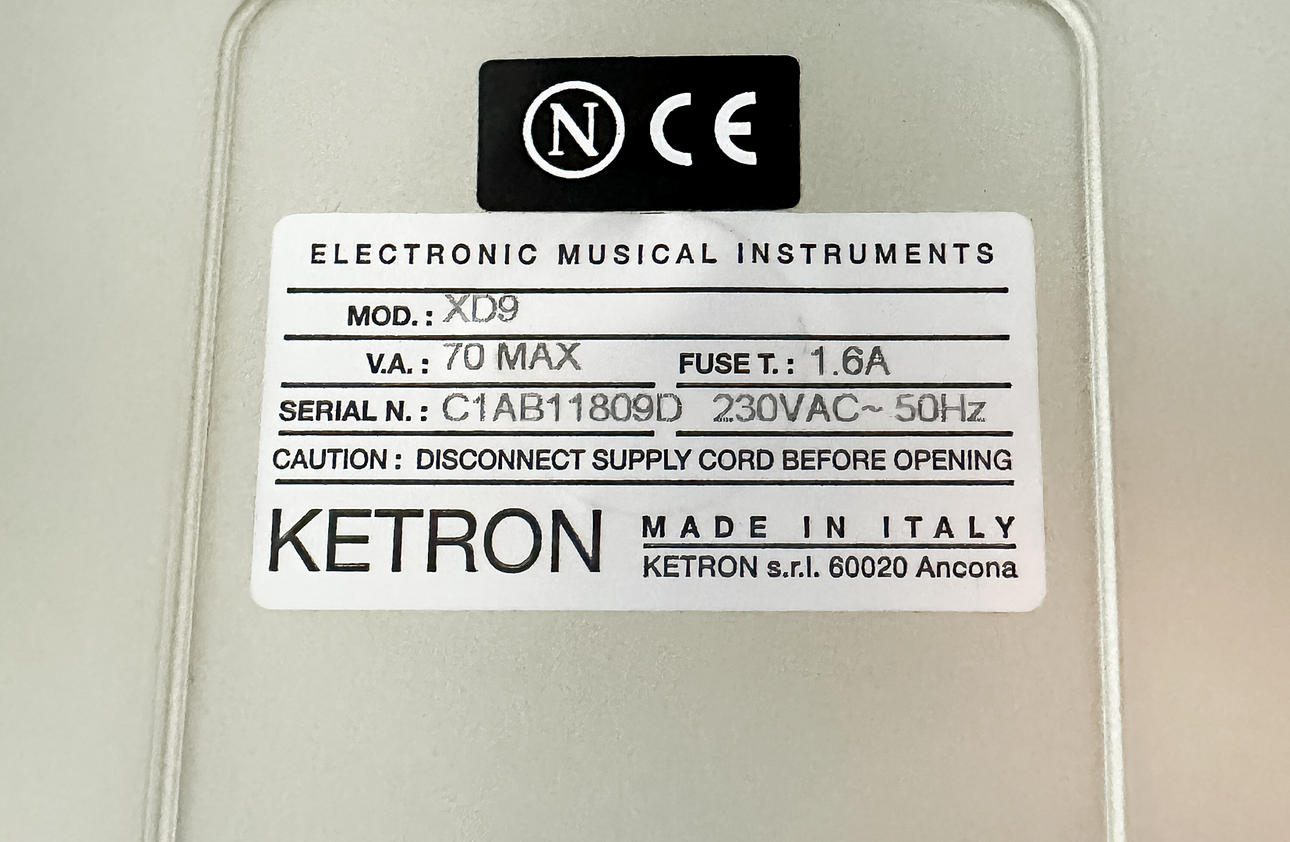 N CE
ELECTRONIC MUSICAL INSTRUMENTS
MOD. : XD9
V.A. : 70 MAX FUSE T. : 1.6A
SERIAL N. : C1AB11809D 230VAC~ 50Hz
CAUTION : DISCONNECT SUPPLY CORD BEFORE OPENING
KETRON MADE IN ITALY
KETRON s.r.l. 60020 Ancona